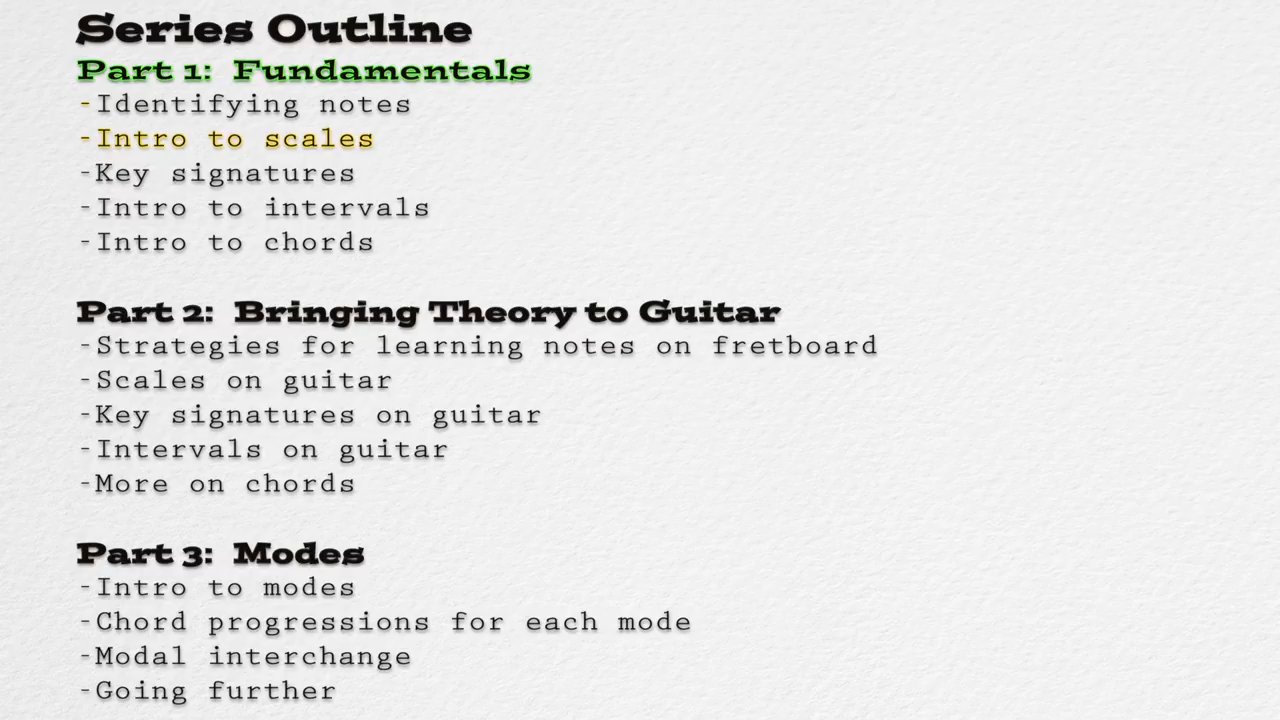 Series Outline
Part 1: Fundamentals
-Identifying notes
-Intro to scales
-Key signatures
-Intro to intervals
-Intro to chords
Part 2: Bringing Theory to Guitar
-Strategies for learning notes on fretboard
-Scales on guitar
-Key signatures on guitar
-Intervals on guitar
-More on chords
Part 3: Modes
-Intro to modes
-Chord progressions for each mode
-Modal interchange
-Going further